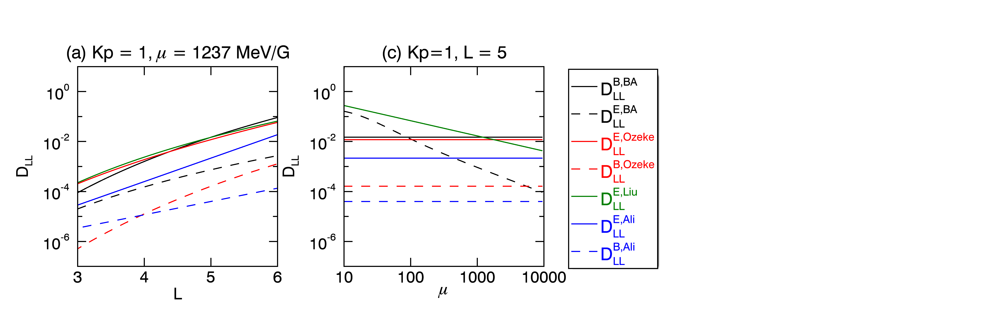 (a) Kp = 1, μ = 1237 MeV/G
D_LL
10^0
10^-2
10^-4
10^-6
3 4 5 6
L
(c) Kp=1, L = 5
D_LL
10^0
10^-2
10^-4
10^-6
10 100 1000 10000
μ
D_LL^B,BA
D_LL^E,BA
D_LL^E,Ozeke
D_LL^B,Ozeke
D_LL^E,Liu
D_LL^E,Ali
D_LL^B,Ali